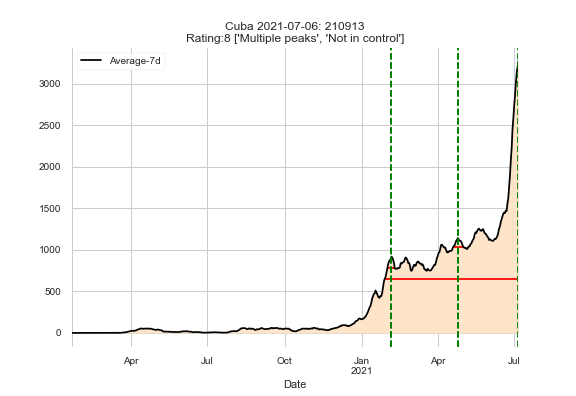 Cuba 2021-07-06: 210913
Rating:8 ['Multiple peaks', 'Not in control']
Average-7d
3000
2500
2000
1500
1000
500
0
Apr
Jul
Oct
Jan
2021
Apr
Jul
Date